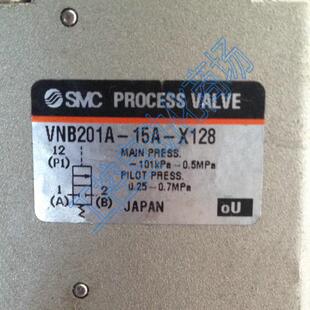 SMC PROCESS VALVE
VNB201A-15A-X128
12
(P1)
MAIN PRESS.
-101kPa~0.5MPa
PILOT PRESS.
0.25~0.7MPa
1
(A)
2
(B)
JAPAN
oU